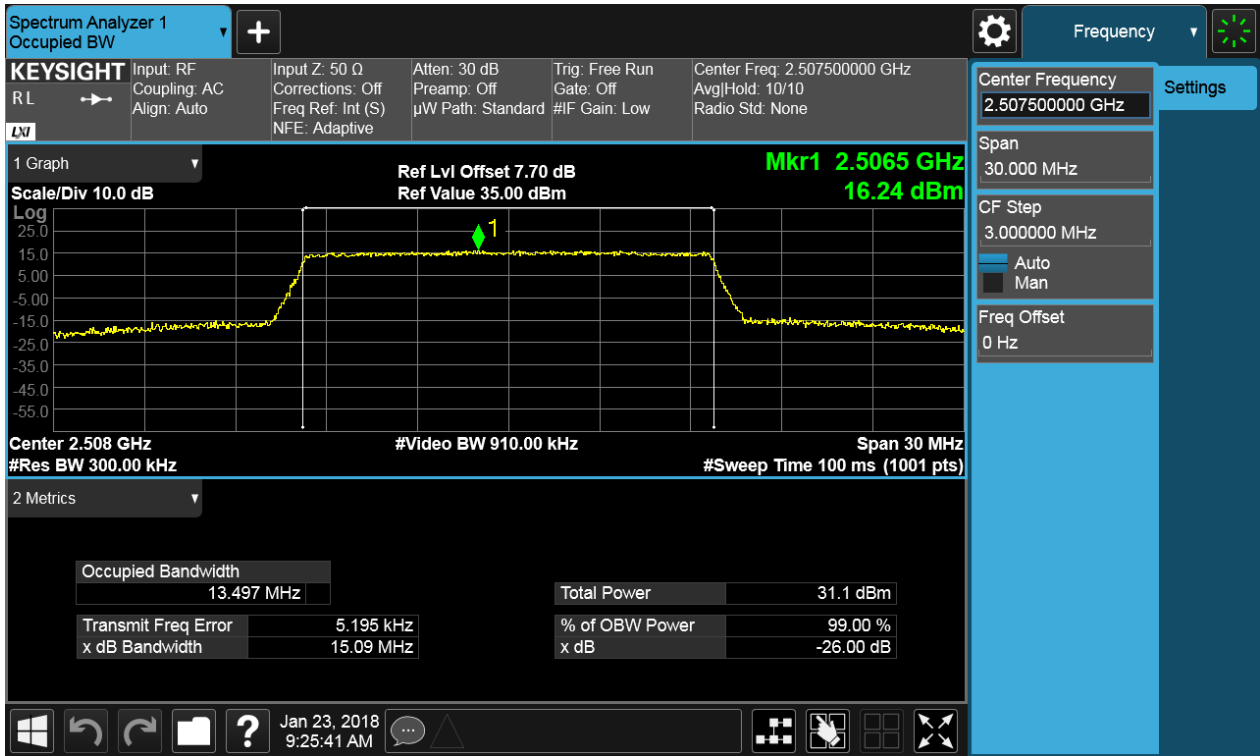 Spectrum Analyzer 1
Occupied BW
+
Frequency
KEYSIGHT
R L
LXI
Input: RF
Coupling: AC
Align: Auto
Input Z: 50 Ω
Corrections: Off
Freq Ref: Int (S)
NFE: Adaptive
Atten: 30 dB
Preamp: Off
µW Path: Standard
Trig: Free Run
Gate: Off
#IF Gain: Low
Center Freq: 2.507500000 GHz
Avg|Hold: 10/10
Radio Std: None
Center Frequency
2.507500000 GHz
Settings
Span
30.000 MHz
CF Step
3.000000 MHz
Auto
Man
Freq Offset
0 Hz
1 Graph
Scale/Div 10.0 dB
Ref Lvl Offset 7.70 dB
Ref Value 35.00 dBm
Mkr1 2.5065 GHz
16.24 dBm
Log
1
25.0
15.0
5.00
-5.00
-15.0
-25.0
-35.0
-45.0
-55.0
Center 2.508 GHz
#Video BW 910.00 kHz
Span 30 MHz
#Res BW 300.00 kHz
#Sweep Time 100 ms (1001 pts)
2 Metrics
Occupied Bandwidth
13.497 MHz
Total Power 31.1 dBm
Transmit Freq Error 5.195 kHz
% of OBW Power 99.00 %
x dB Bandwidth 15.09 MHz
x dB -26.00 dB
?
Jan 23, 2018
9:25:41 AM
...